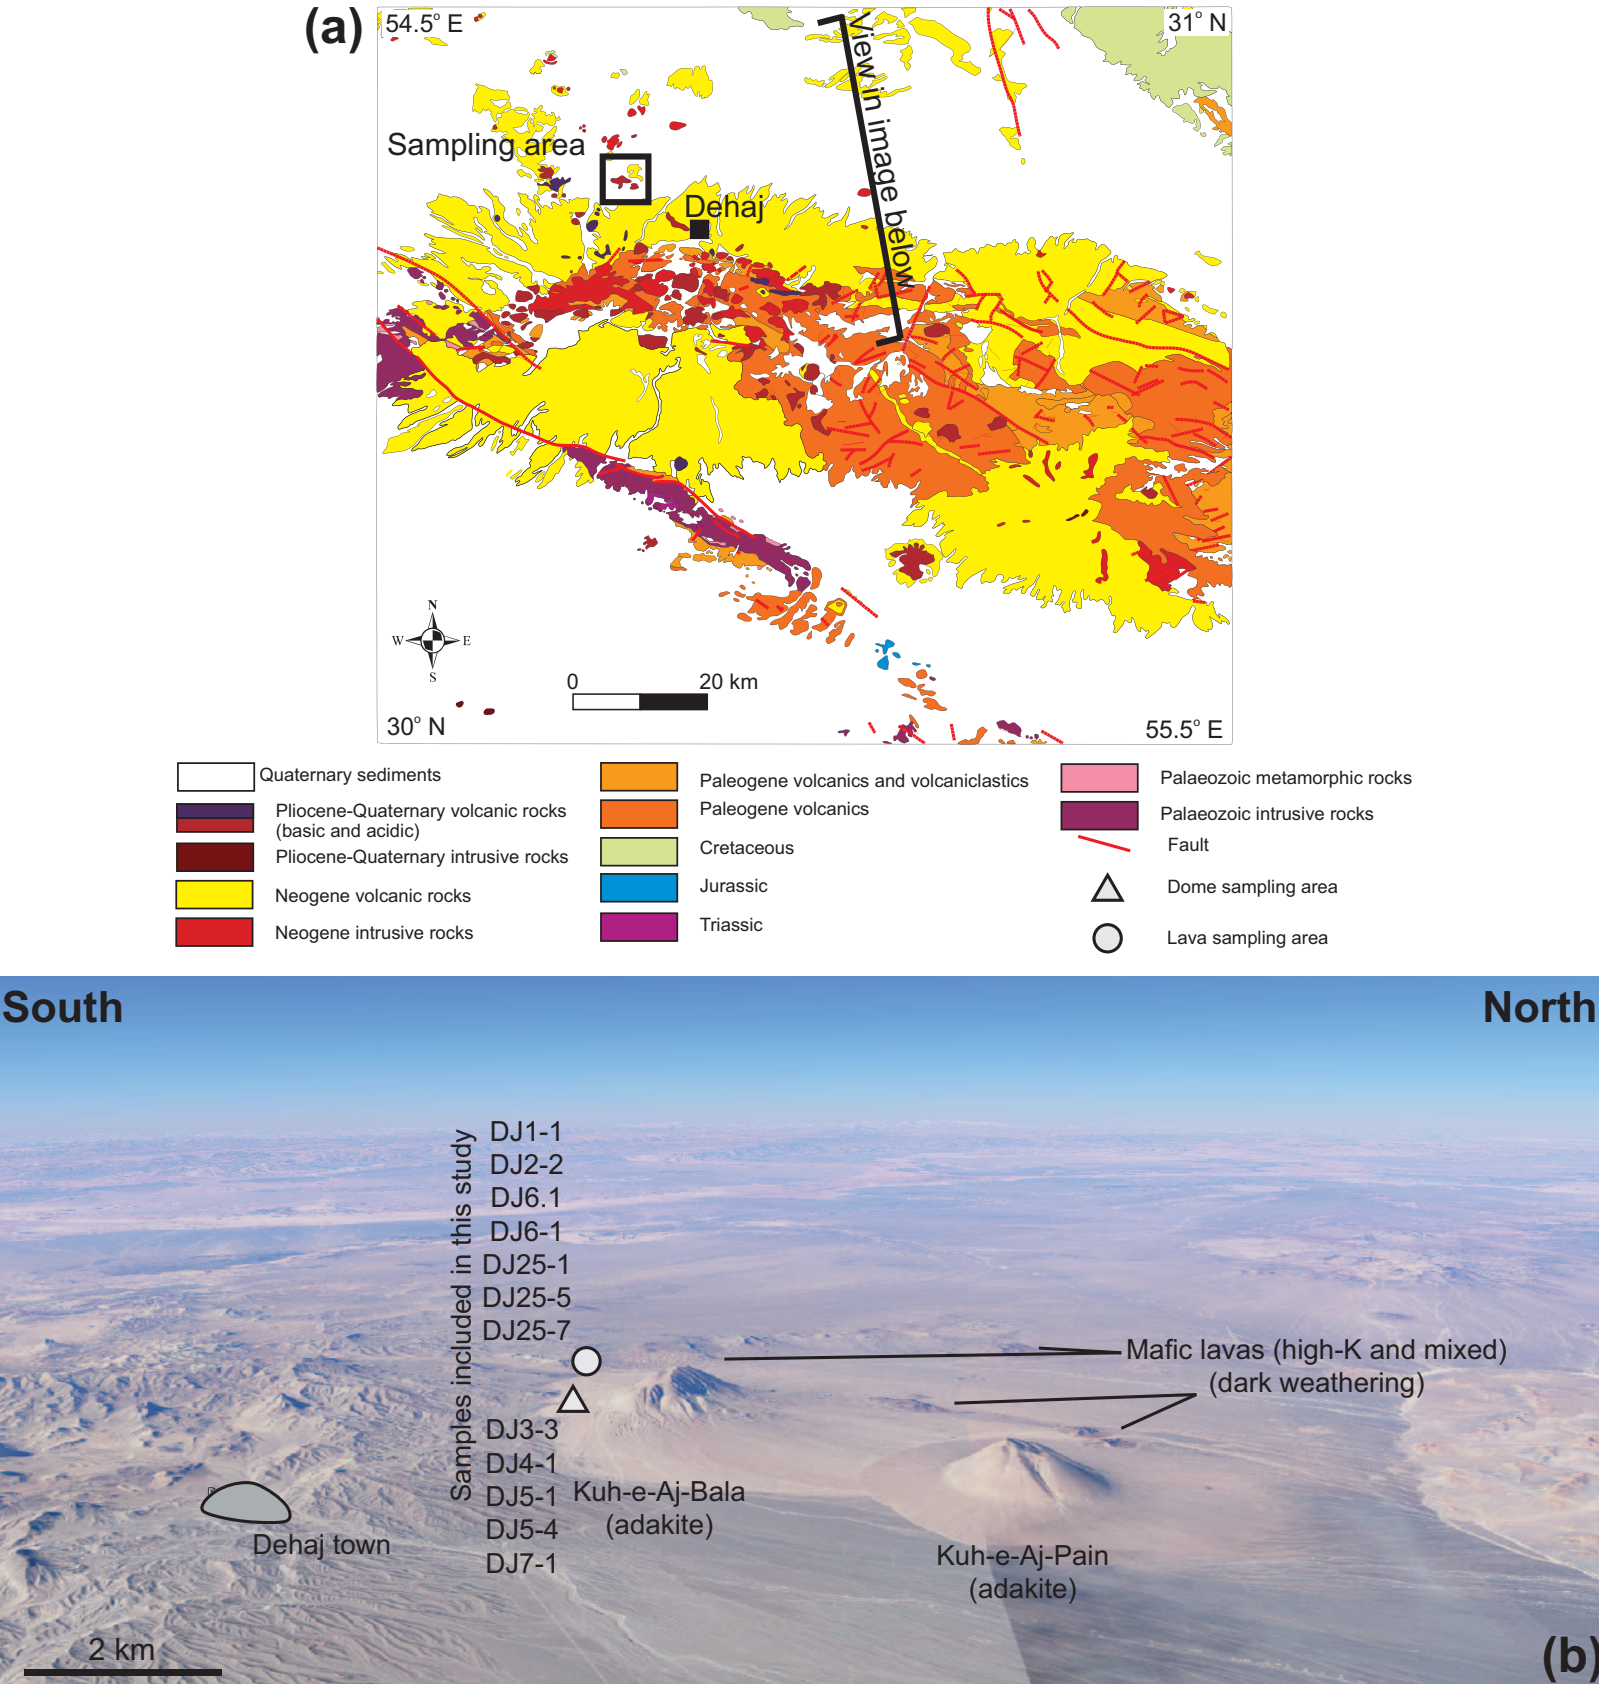 (a)
54.5° E
31° N
View in image below
Sampling area
Dehaj
N
W
E
S
0
20 km
30° N
55.5° E
Quaternary sediments
Pliocene-Quaternary volcanic rocks
(basic and acidic)
Pliocene-Quaternary intrusive rocks
Neogene volcanic rocks
Neogene intrusive rocks
Paleogene volcanics and volcaniclastics
Paleogene volcanics
Cretaceous
Jurassic
Triassic
Palaeozoic metamorphic rocks
Palaeozoic intrusive rocks
Fault
Dome sampling area
Lava sampling area
South
North
Samples included in this study
DJ1-1
DJ2-2
DJ6.1
DJ6-1
DJ25-1
DJ25-5
DJ25-7
Mafic lavas (high-K and mixed)
(dark weathering)
DJ3-3
DJ4-1
DJ5-1
DJ5-4
DJ7-1
Kuh-e-Aj-Bala
(adakite)
Dehaj town
Kuh-e-Aj-Pain
(adakite)
2 km
(b)